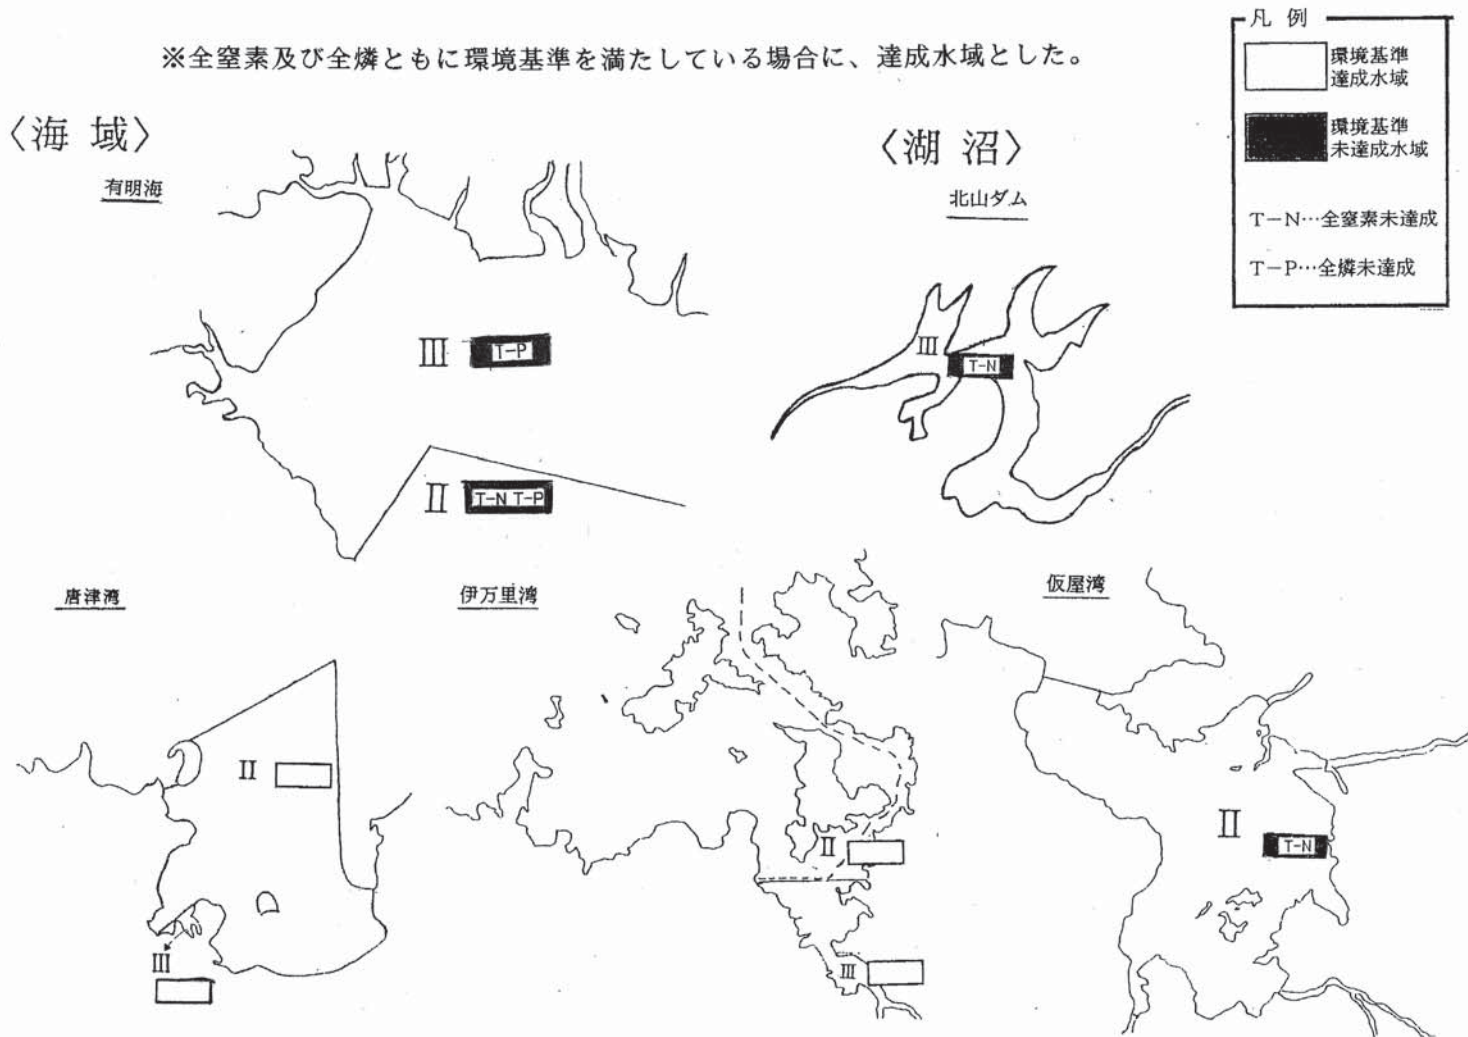 ※全窒素及び全燐ともに環境基準を満たしている場合に、達成水域とした。
凡 例
環境基準
達成水域
環境基準
未達成水域
T−N…全窒素未達成
T−P…全燐未達成
〈海 域〉
有明海
Ⅲ
T-P
Ⅱ
T-N T-P
〈湖 沼〉
北山ダム
Ⅲ
T-N
唐津湾
Ⅱ
Ⅲ
伊万里湾
Ⅱ
Ⅲ
仮屋湾
Ⅱ
T-N